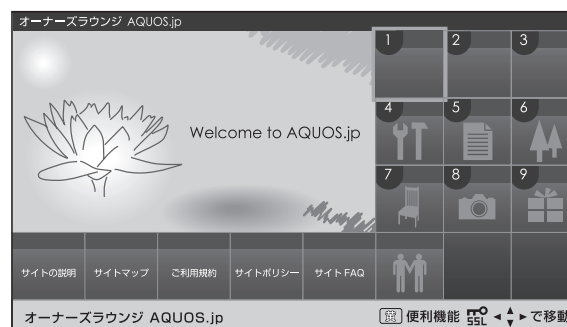 オーナーズラウンジ AQUOS.jp
1
2
3
Welcome to AQUOS.jp
4
5
6
7
8
9
サイトの説明
サイトマップ
ご利用規約
サイトポリシー
サイト FAQ
オーナーズラウンジ AQUOS.jp
便利機能 SSL で移動